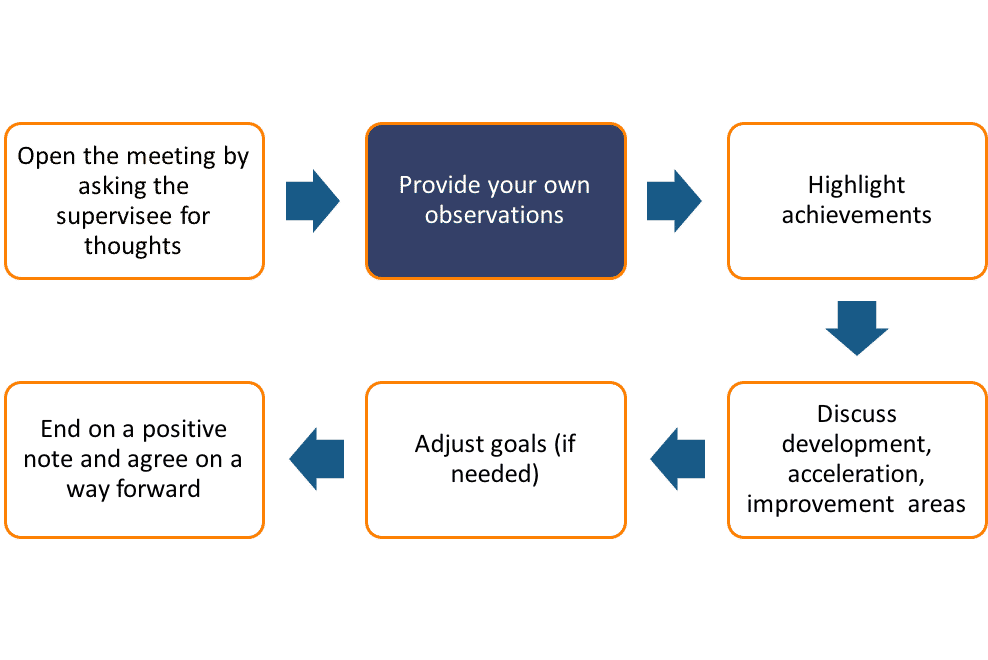 Open the meeting by
asking the
supervisee for
thoughts
Provide your own
observations
Highlight
achievements
Discuss
development,
acceleration,
improvement areas
Adjust goals (if
needed)
End on a positive
note and agree on a
way forward